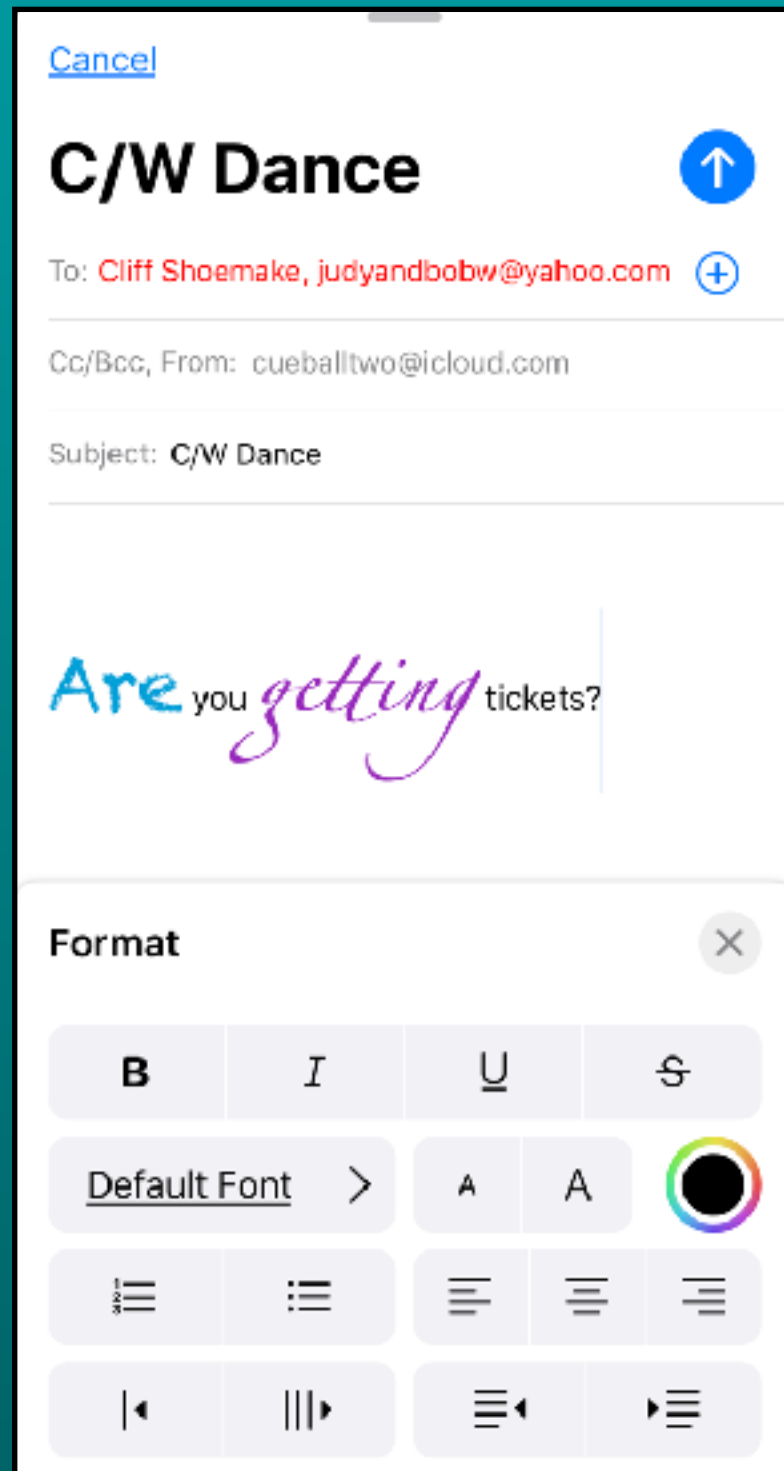 Cancel
C/W Dance
To: Cliff Shoemake, judyandbobw@yahoo.com
Cc/Bcc, From: cueballtwo@icloud.com
Subject: C/W Dance
Are you getting tickets?
Format
B I U S
Default Font A A